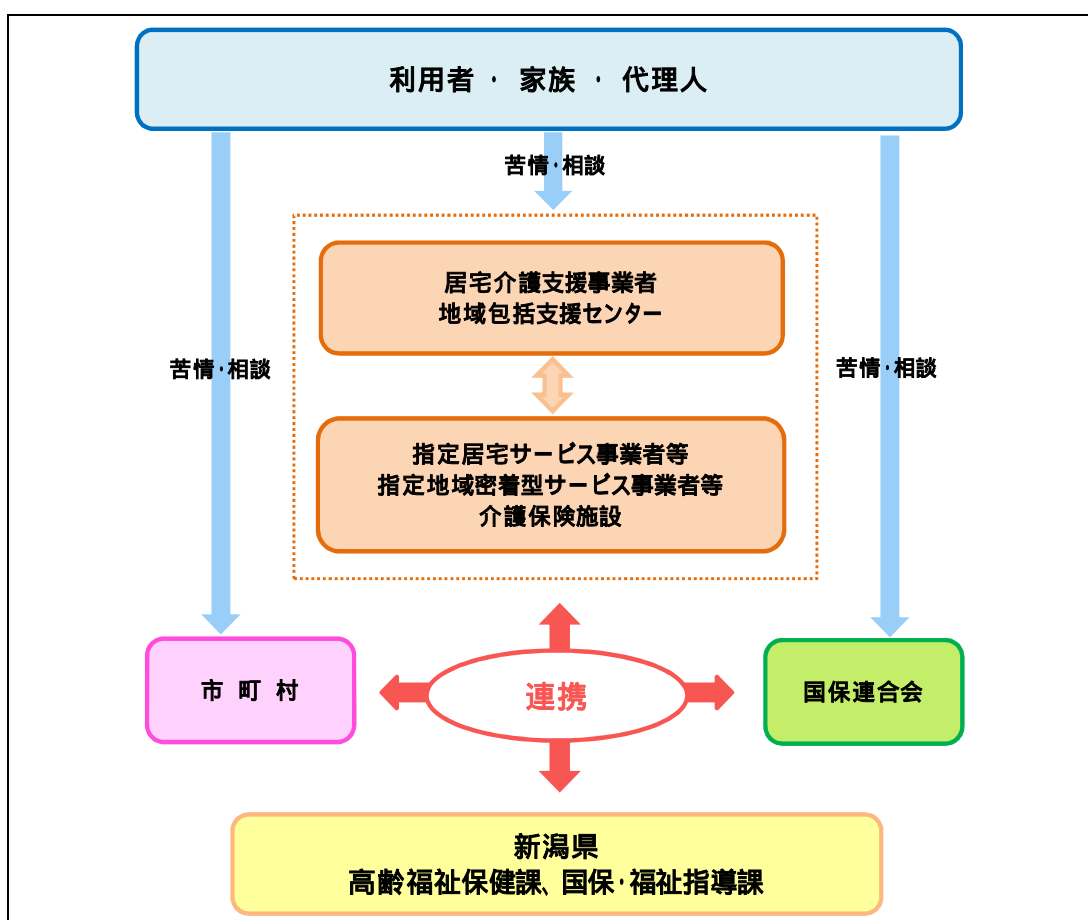 利用者 ・ 家族 ・ 代理人
苦情・相談
居宅介護支援事業者
地域包括支援センター
苦情・相談
苦情・相談
指定居宅サービス事業者等
指定地域密着型サービス事業者等
介護保険施設
市 町 村
連携
国保連合会
新潟県
高齢福祉保健課、国保・福祉指導課